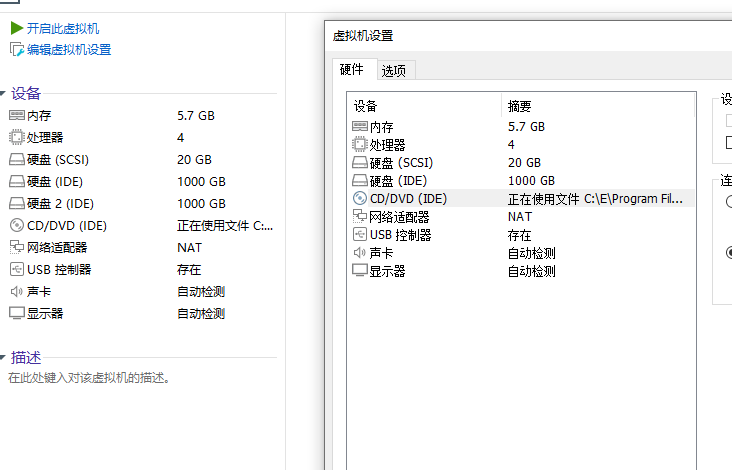 开启此虚拟机
编辑虚拟机设置
设备
内存 5.7 GB
处理器 4
硬盘 (SCSI) 20 GB
硬盘 (IDE) 1000 GB
硬盘 2 (IDE) 1000 GB
CD/DVD (IDE) 正在使用文件 C:...
网络适配器 NAT
USB 控制器 存在
声卡 自动检测
显示器 自动检测
描述
在此处键入对该虚拟机的描述。
虚拟机设置
硬件 选项
设备 摘要
内存 5.7 GB
处理器 4
硬盘 (SCSI) 20 GB
硬盘 (IDE) 1000 GB
CD/DVD (IDE) 正在使用文件 C:\E\Program Fil...
网络适配器 NAT
USB 控制器 存在
声卡 自动检测
显示器 自动检测